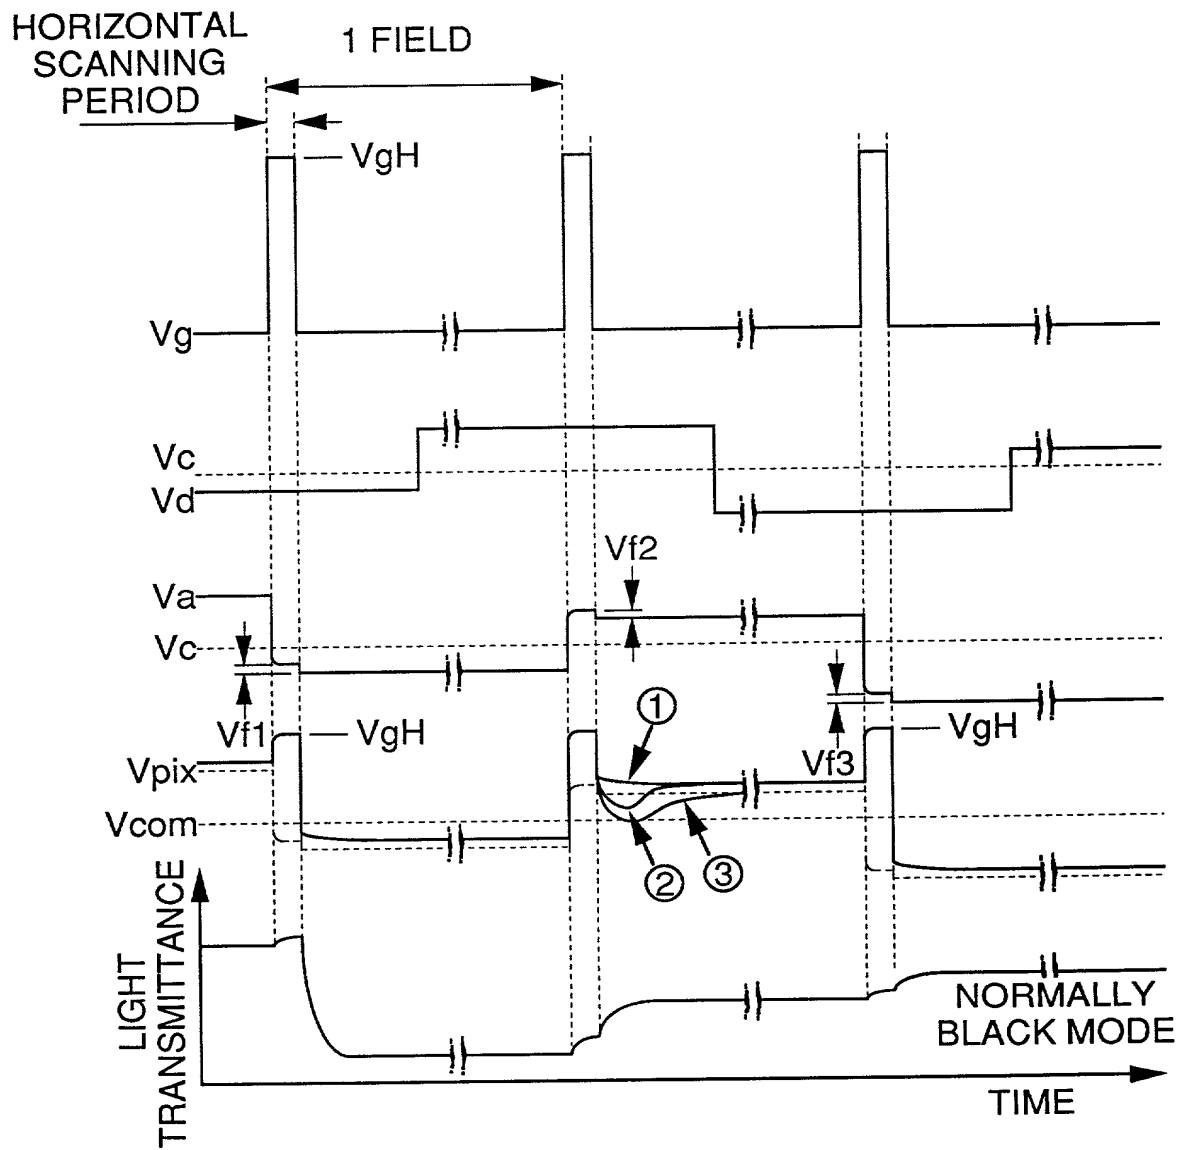 HORIZONTAL
SCANNING
PERIOD
1 FIELD
VgH
Vg
Vc
Vd
Vf2
Va
Vc
Vf1
VgH
①
VgH
Vf3
Vpix
Vcom
②
③
LIGHT
TRANSMITTANCE
NORMALLY
BLACK MODE
TIME